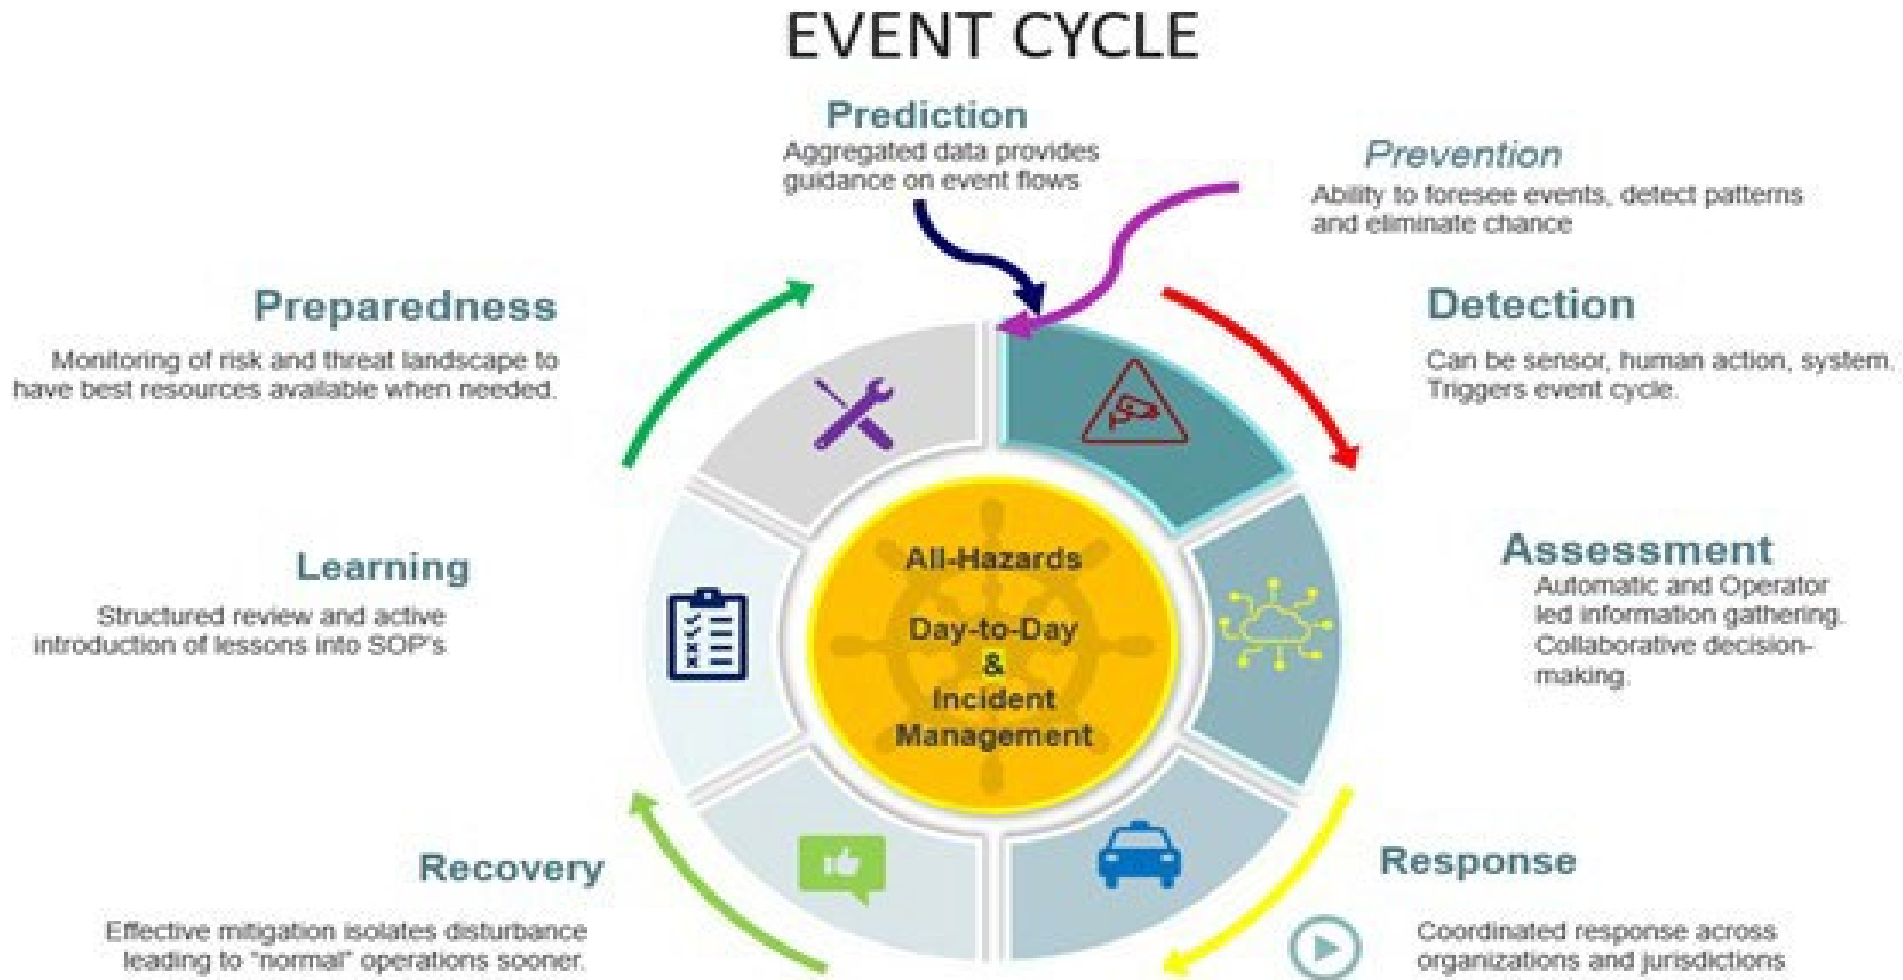 EVENT CYCLE
Prediction
Aggregated data provides
guidance on event flows
Prevention
Ability to foresee events, detect patterns
and eliminate chance
Detection
Can be sensor, human action, system.
Triggers event cycle.
Assessment
Automatic and Operator
led information gathering.
Collaborative decision-
making.
Response
Coordinated response across
organizations and jurisdictions
Recovery
Effective mitigation isolates disturbance
leading to "normal" operations sooner.
Learning
Structured review and active
introduction of lessons into SOP's
Preparedness
Monitoring of risk and threat landscape to
have best resources available when needed.
All-Hazards
Day-to-Day
&
Incident
Management